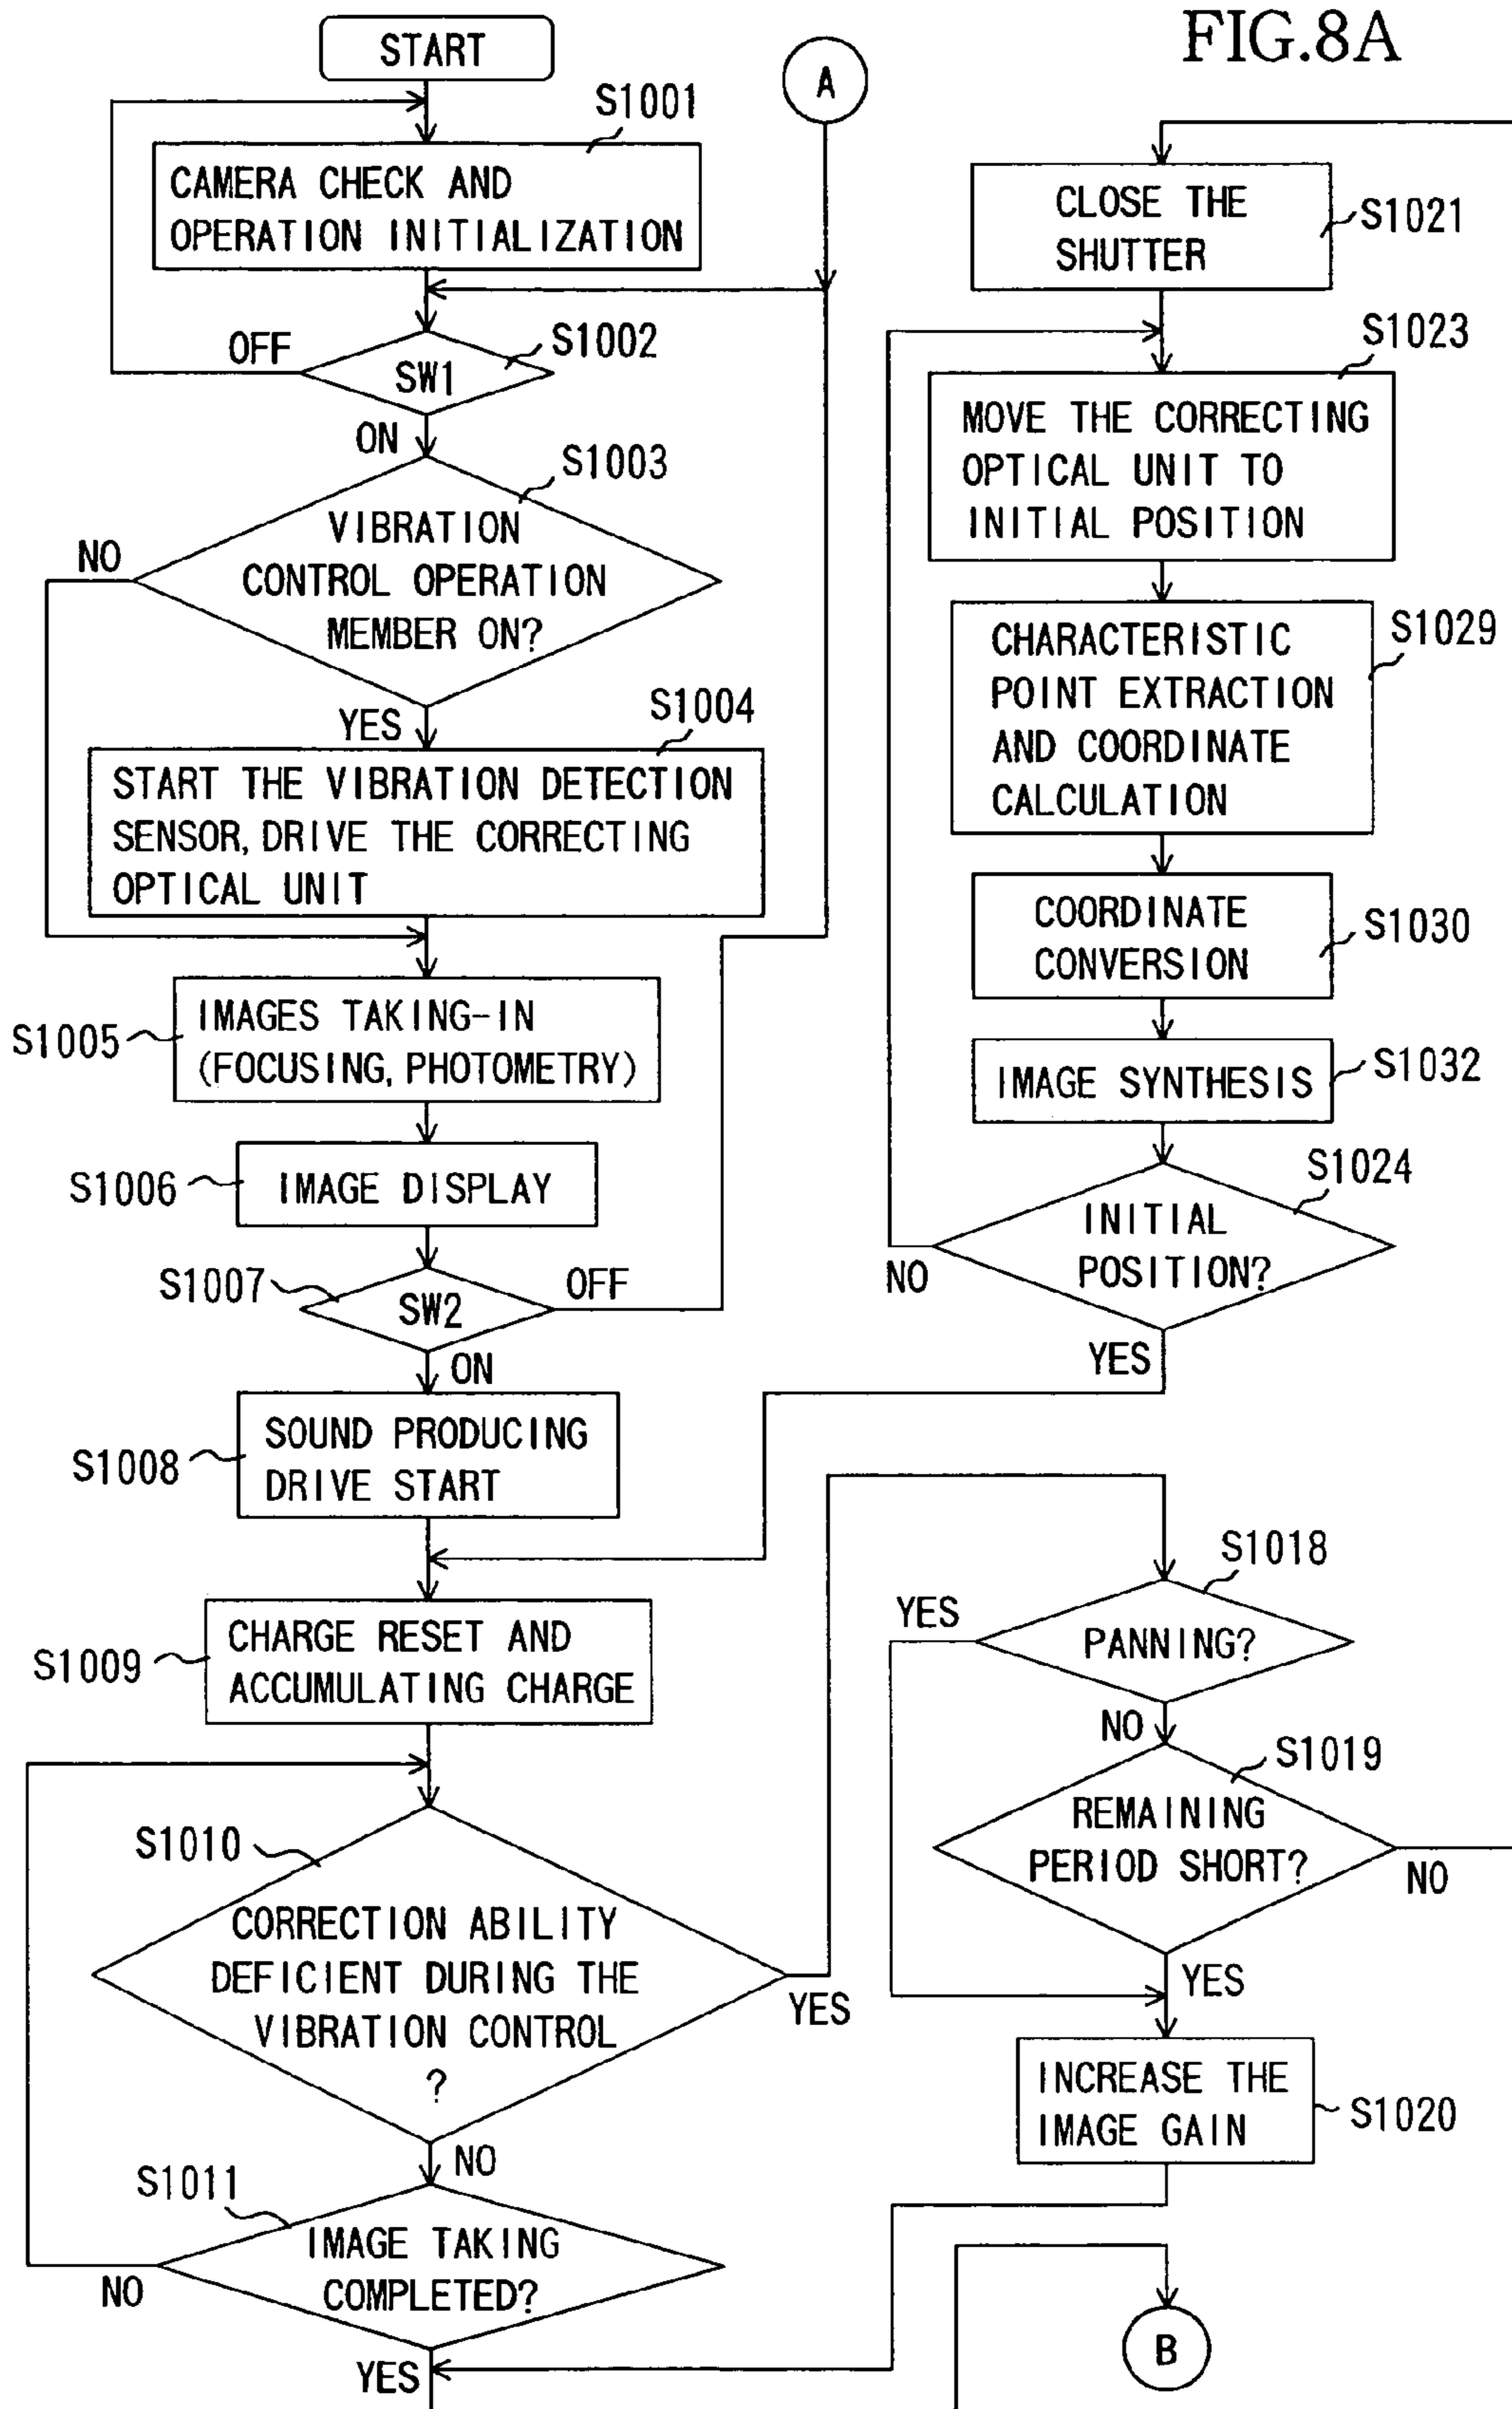 FIG.8A
START
A
S1001
CAMERA CHECK AND
OPERATION INITIALIZATION
OFF
S1002
SW1
ON
S1003
VIBRATION
CONTROL OPERATION
MEMBER ON?
NO
YES
S1004
START THE VIBRATION DETECTION
SENSOR, DRIVE THE CORRECTING
OPTICAL UNIT
S1005
IMAGES TAKING-IN
(FOCUSING, PHOTOMETRY)
S1006
IMAGE DISPLAY
S1007
SW2
OFF
ON
S1008
SOUND PRODUCING
DRIVE START
S1009
CHARGE RESET AND
ACCUMULATING CHARGE
S1010
CORRECTION ABILITY
DEFICIENT DURING THE
VIBRATION CONTROL
?
YES
NO
S1011
IMAGE TAKING
COMPLETED?
NO
YES
CLOSE THE
SHUTTER
S1021
S1023
MOVE THE CORRECTING
OPTICAL UNIT TO
INITIAL POSITION
S1029
CHARACTERISTIC
POINT EXTRACTION
AND COORDINATE
CALCULATION
COORDINATE
CONVERSION
S1030
IMAGE SYNTHESIS
S1032
S1024
INITIAL
POSITION?
NO
YES
S1018
YES
PANNING?
NO
S1019
REMAINING
PERIOD SHORT?
NO
YES
INCREASE THE
IMAGE GAIN
S1020
B